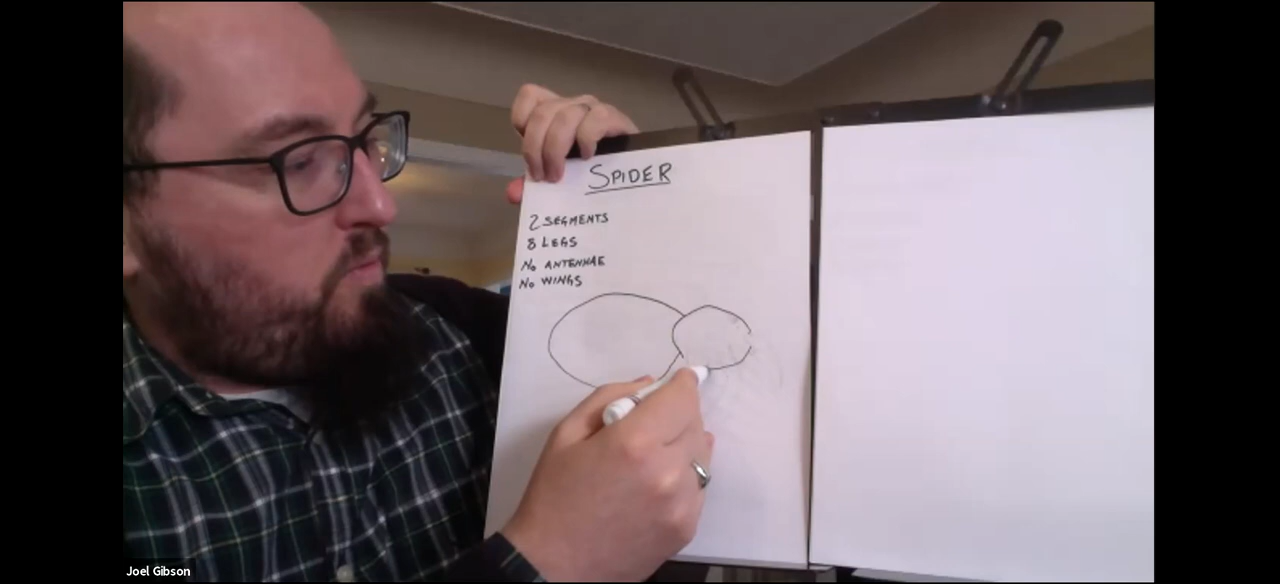 SPIDER
2 SEGMENTS
8 LEGS
NO ANTENNAE
NO WINGS
Joel Gibson